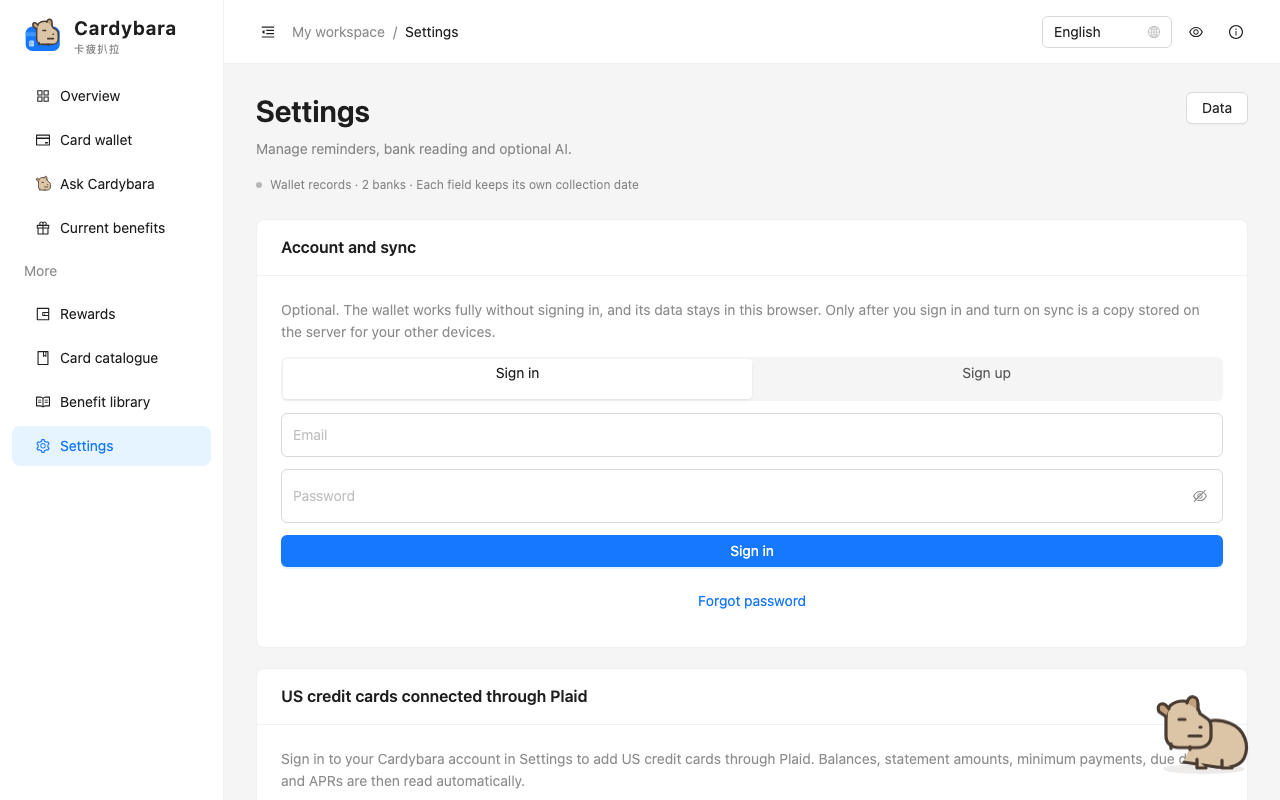 Cardybara
卡疲扒拉
Overview
Card wallet
Ask Cardybara
Current benefits
More
Rewards
Card catalogue
Benefit library
Settings
My workspace / Settings
English
Settings
Data
Manage reminders, bank reading and optional AI.
Wallet records · 2 banks · Each field keeps its own collection date
Account and sync
Optional. The wallet works fully without signing in, and its data stays in this browser. Only after you sign in and turn on sync is a copy stored on
the server for your other devices.
Sign in
Sign up
Email
Password
Sign in
Forgot password
US credit cards connected through Plaid
Sign in to your Cardybara account in Settings to add US credit cards through Plaid. Balances, statement amounts, minimum payments, due
and APRs are then read automatically.